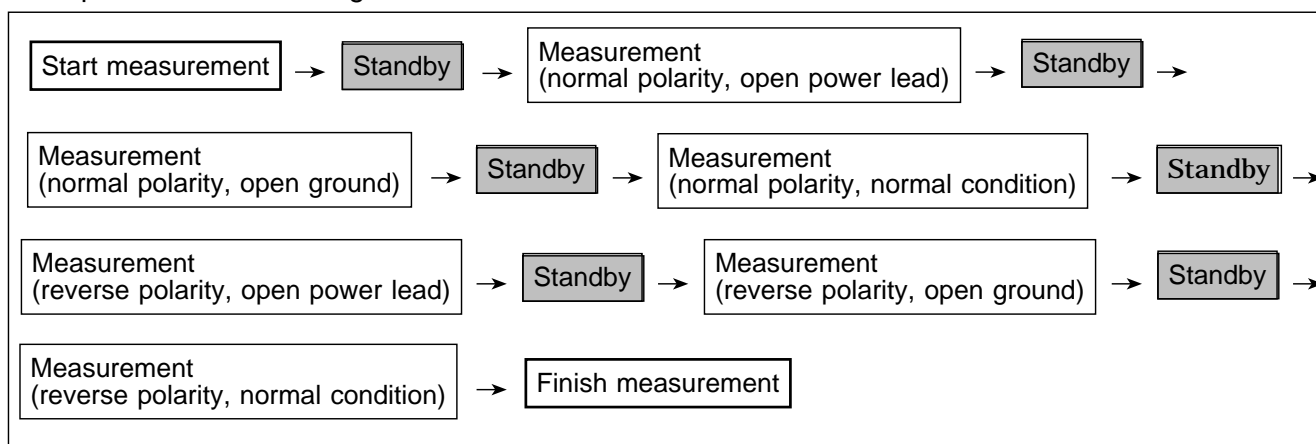 Start measurement → Standby → Measurement
(normal polarity, open power lead) → Standby →
Measurement
(normal polarity, open ground) → Standby → Measurement
(normal polarity, normal condition) → Standby →
Measurement
(reverse polarity, open power lead) → Standby → Measurement
(reverse polarity, open ground) → Standby →
Measurement
(reverse polarity, normal condition) → Finish measurement